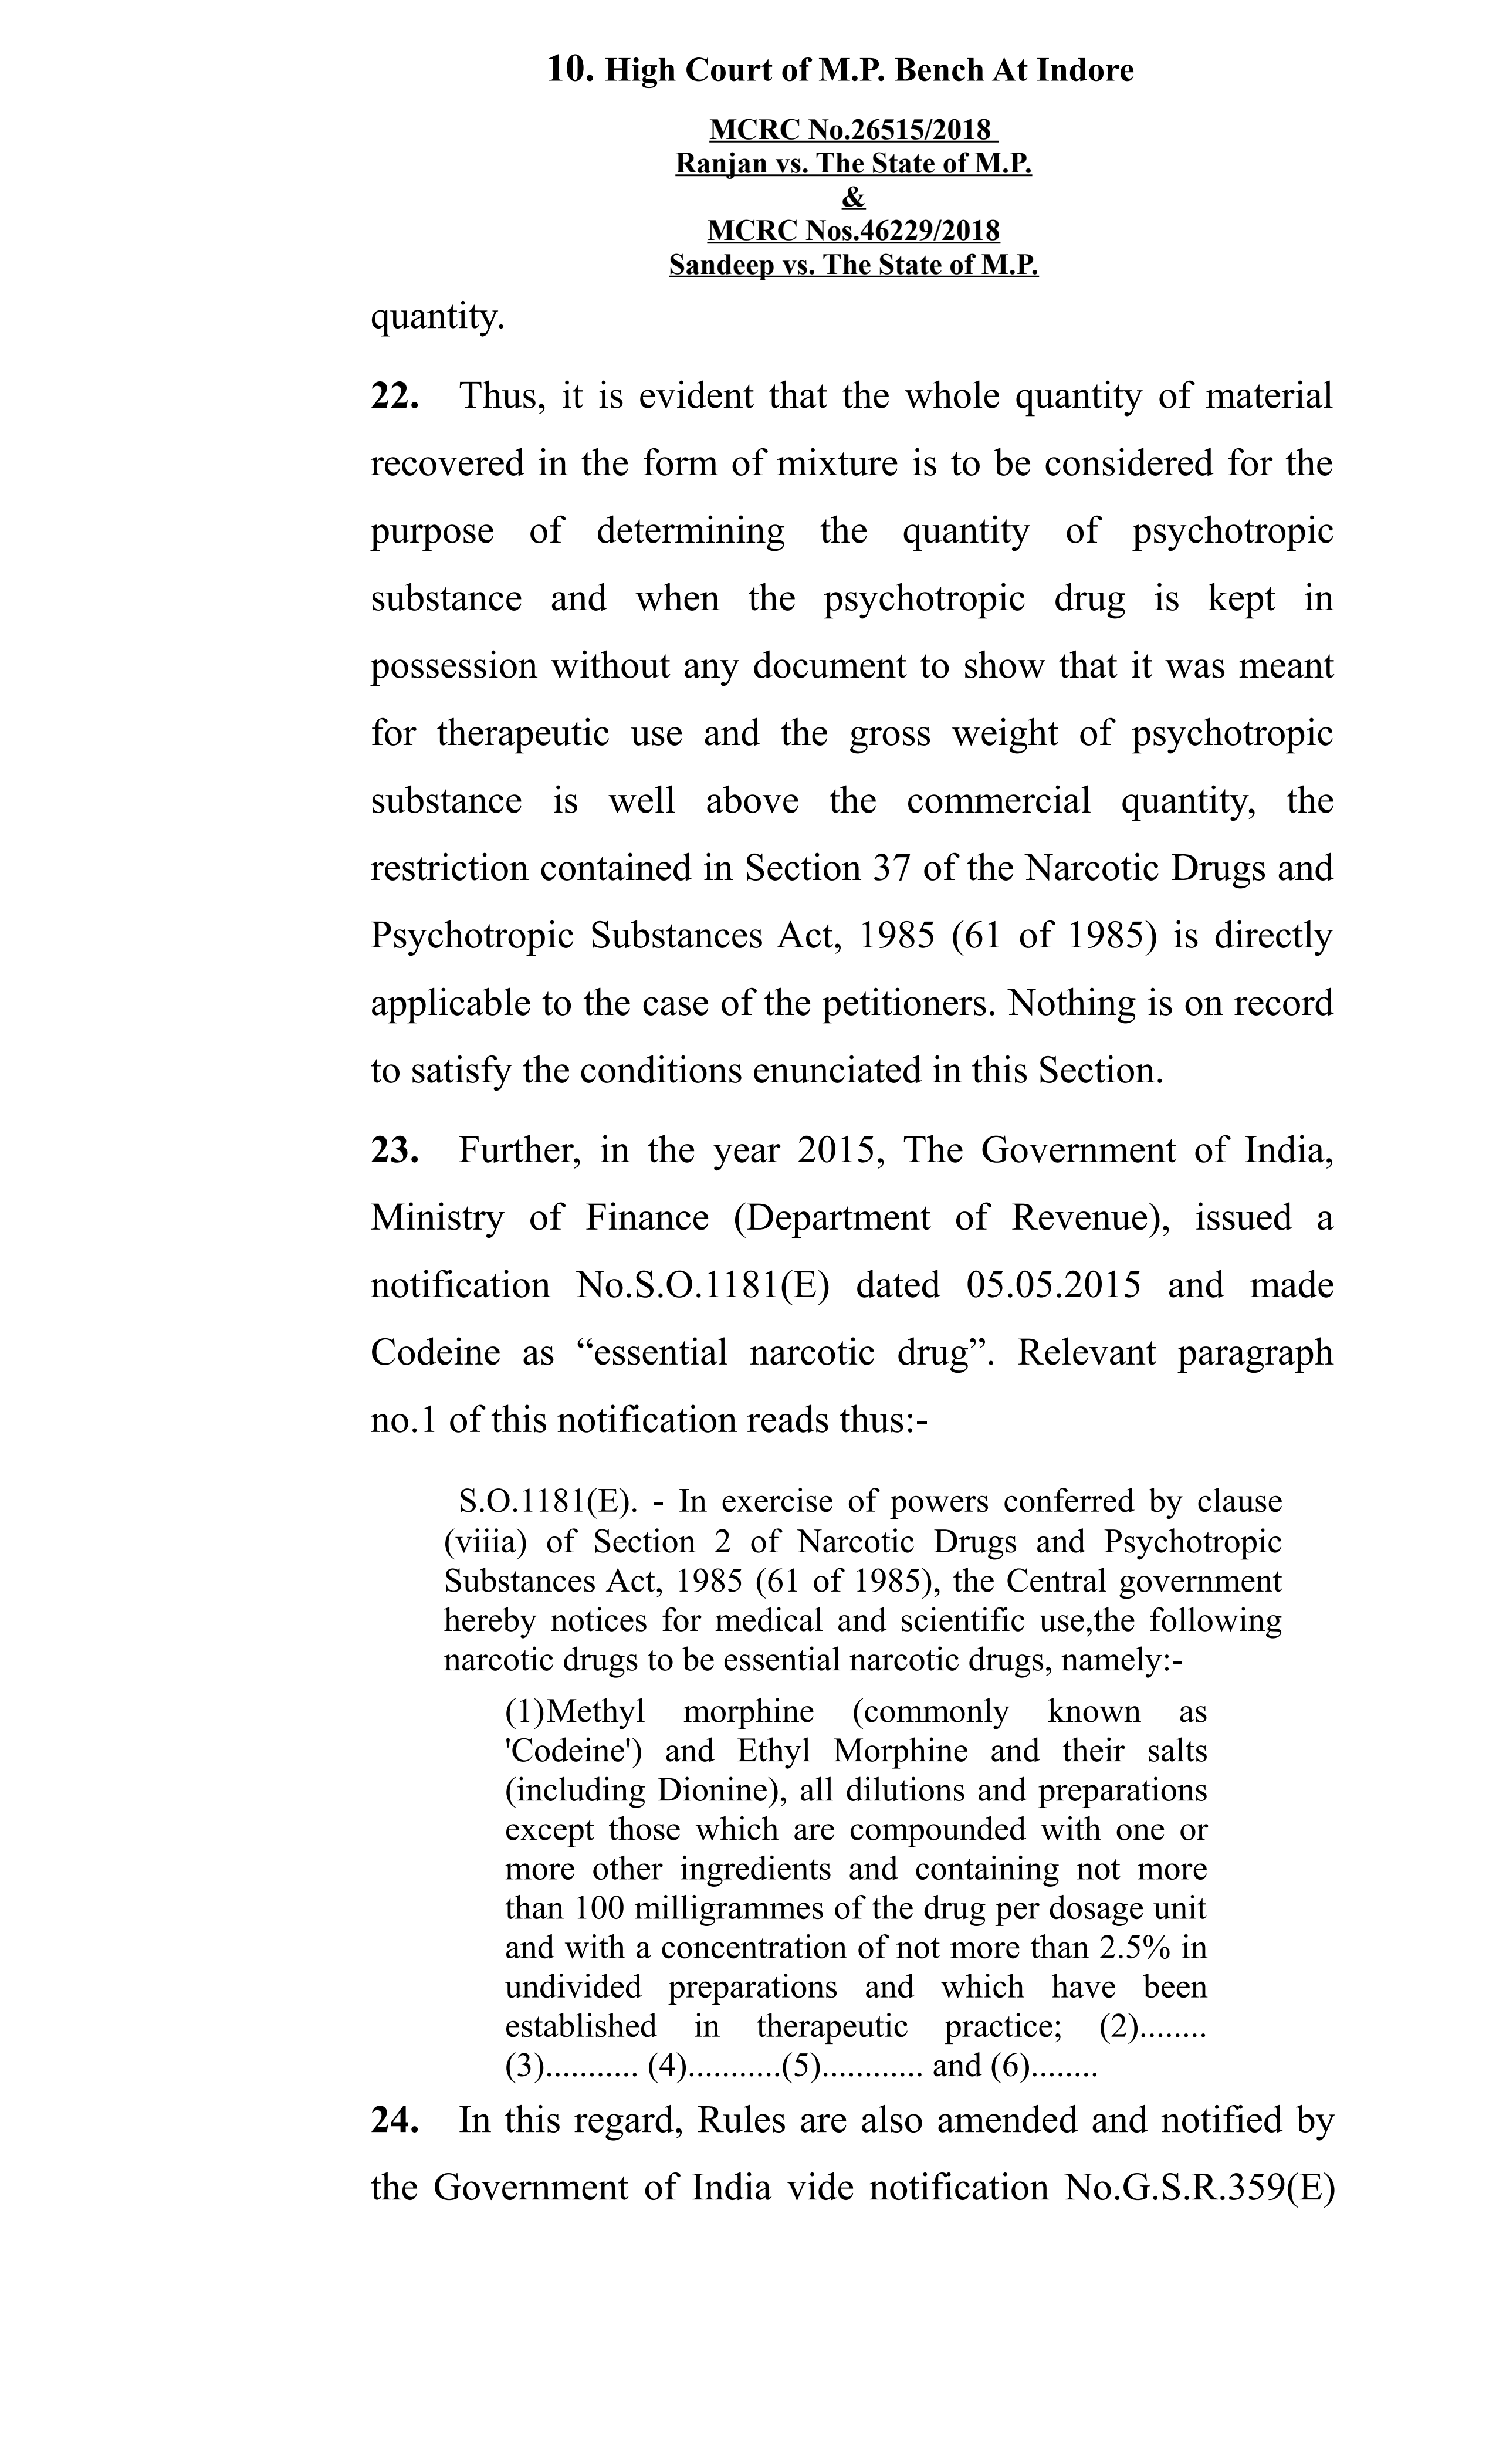 10. High Court of M.P. Bench At Indore
MCRC No.26515/2018
Ranjan vs. The State of M.P.
&
MCRC Nos.46229/2018
Sandeep vs. The State of M.P.
quantity.
22. Thus, it is evident that the whole quantity of material
recovered in the form of mixture is to be considered for the
purpose of determining the quantity of psychotropic
substance and when the psychotropic drug is kept in
possession without any document to show that it was meant
for therapeutic use and the gross weight of psychotropic
substance is well above the commercial quantity, the
restriction contained in Section 37 of the Narcotic Drugs and
Psychotropic Substances Act, 1985 (61 of 1985) is directly
applicable to the case of the petitioners. Nothing is on record
to satisfy the conditions enunciated in this Section.
23. Further, in the year 2015, The Government of India,
Ministry of Finance (Department of Revenue), issued a
notification No.S.O.1181(E) dated 05.05.2015 and made
Codeine as “essential narcotic drug”. Relevant paragraph
no.1 of this notification reads thus:-
S.O.1181(E). - In exercise of powers conferred by clause
(viiia) of Section 2 of Narcotic Drugs and Psychotropic
Substances Act, 1985 (61 of 1985), the Central government
hereby notices for medical and scientific use,the following
narcotic drugs to be essential narcotic drugs, namely:-
(1)Methyl morphine (commonly known as
'Codeine') and Ethyl Morphine and their salts
(including Dionine), all dilutions and preparations
except those which are compounded with one or
more other ingredients and containing not more
than 100 milligrammes of the drug per dosage unit
and with a concentration of not more than 2.5% in
undivided preparations and which have been
established in therapeutic practice; (2)........
(3)........... (4)...........(5)............ and (6)........
24. In this regard, Rules are also amended and notified by
the Government of India vide notification No.G.S.R.359(E)